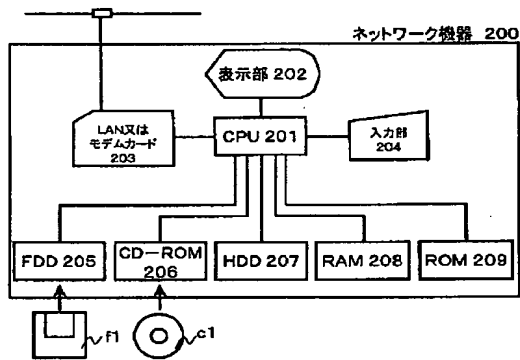 ネットワーク機器 200
表示部 202
LAN又は
モデムカード
203
CPU 201
入力部
204
FDD 205
CD-ROM
206
HDD 207
RAM 208
ROM 209
f1
c1